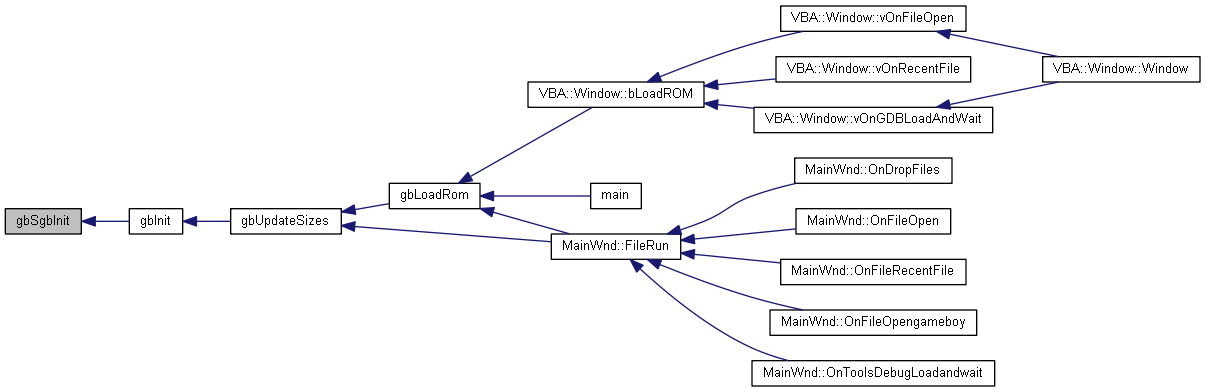 VBA::Window::vOnFileOpen
VBA::Window::vOnRecentFile
VBA::Window::Window
VBA::Window::bLoadROM
VBA::Window::vOnGDBLoadAndWait
MainWnd::OnDropFiles
gbLoadRom
main
gbSgbInit
gbInit
gbUpdateSizes
MainWnd::OnFileOpen
MainWnd::FileRun
MainWnd::OnFileRecentFile
MainWnd::OnFileOpengameboy
MainWnd::OnToolsDebugLoadandwait